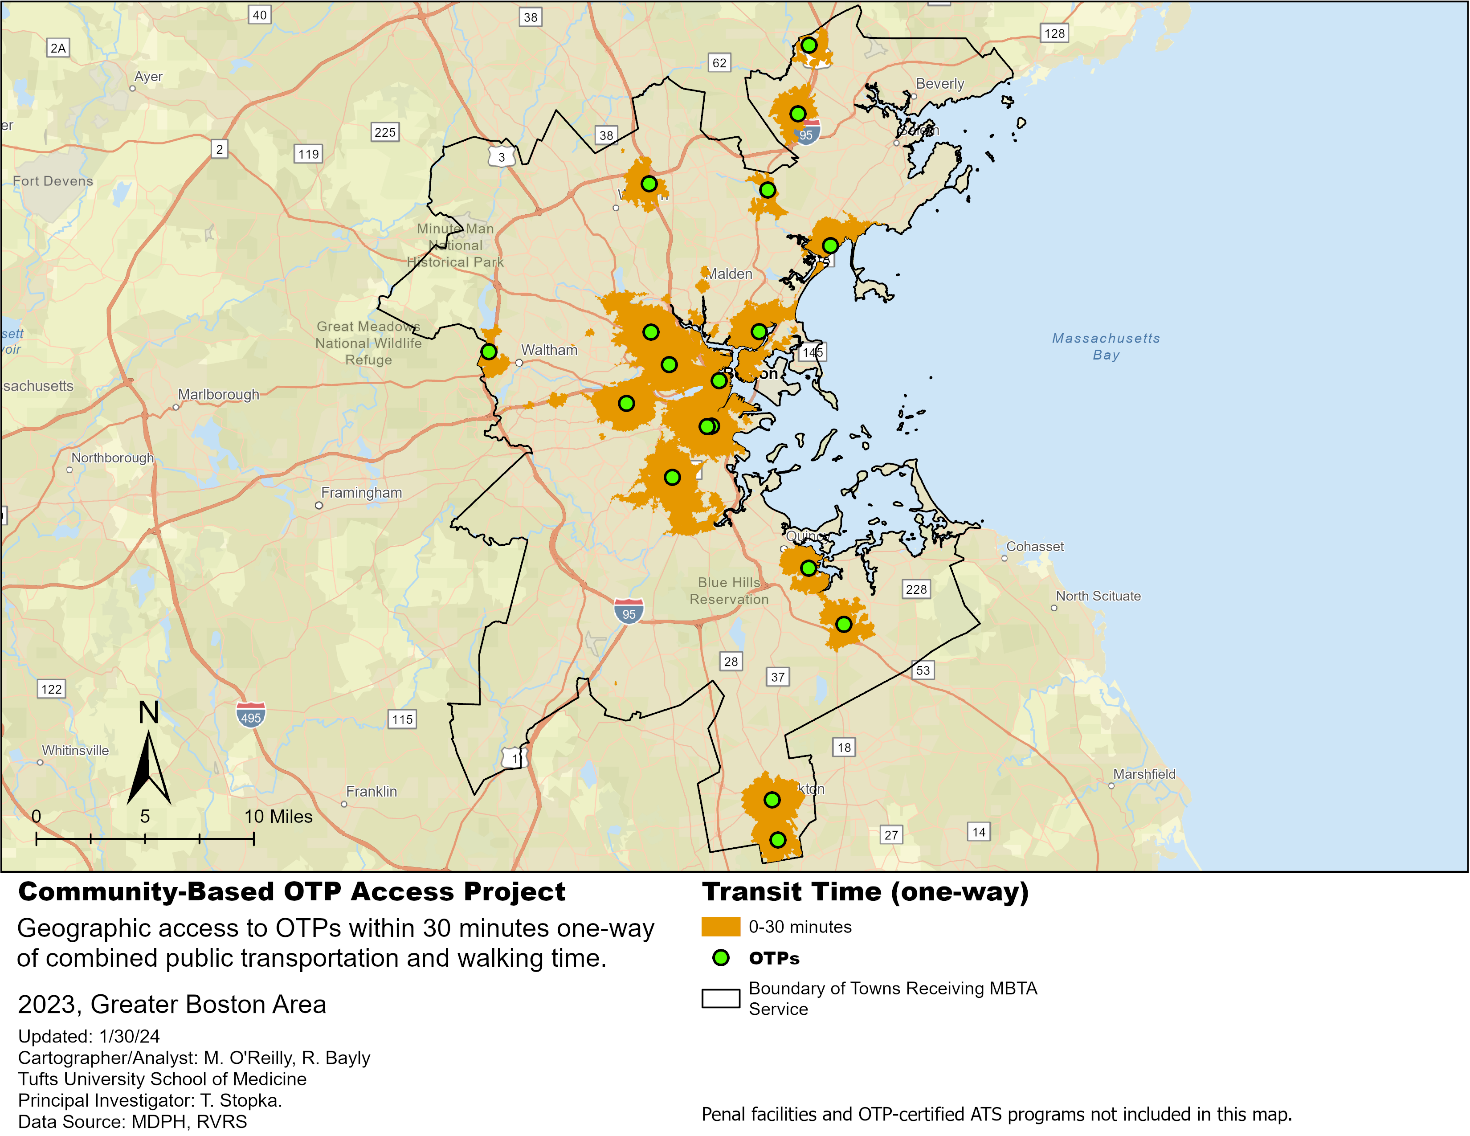 40
38
128
2A
62
Ayer
Beverly
225
38
95
2
119
3
Fort Devens
Minute Man
National
Historical Park
Malden
Great Meadows
National Wildlife
Refuge
Waltham
145
Massachusetts
Bay
sachusetts
Marlborough
Northborough
Framingham
Cohasset
Blue Hills
Reservation
228
North Scituate
95
28
37
53
122
N
495
115
18
Whitinsville
1
Marshfield
Franklin
0 5 10 Miles
27
14
Community-Based OTP Access Project
Geographic access to OTPs within 30 minutes one-way
of combined public transportation and walking time.
2023, Greater Boston Area
Updated: 1/30/24
Cartographer/Analyst: M. O'Reilly, R. Bayly
Tufts University School of Medicine
Principal Investigator: T. Stopka.
Data Source: MDPH, RVRS
Transit Time (one-way)
0-30 minutes
OTPs
Boundary of Towns Receiving MBTA
Service
Penal facilities and OTP-certified ATS programs not included in this map.